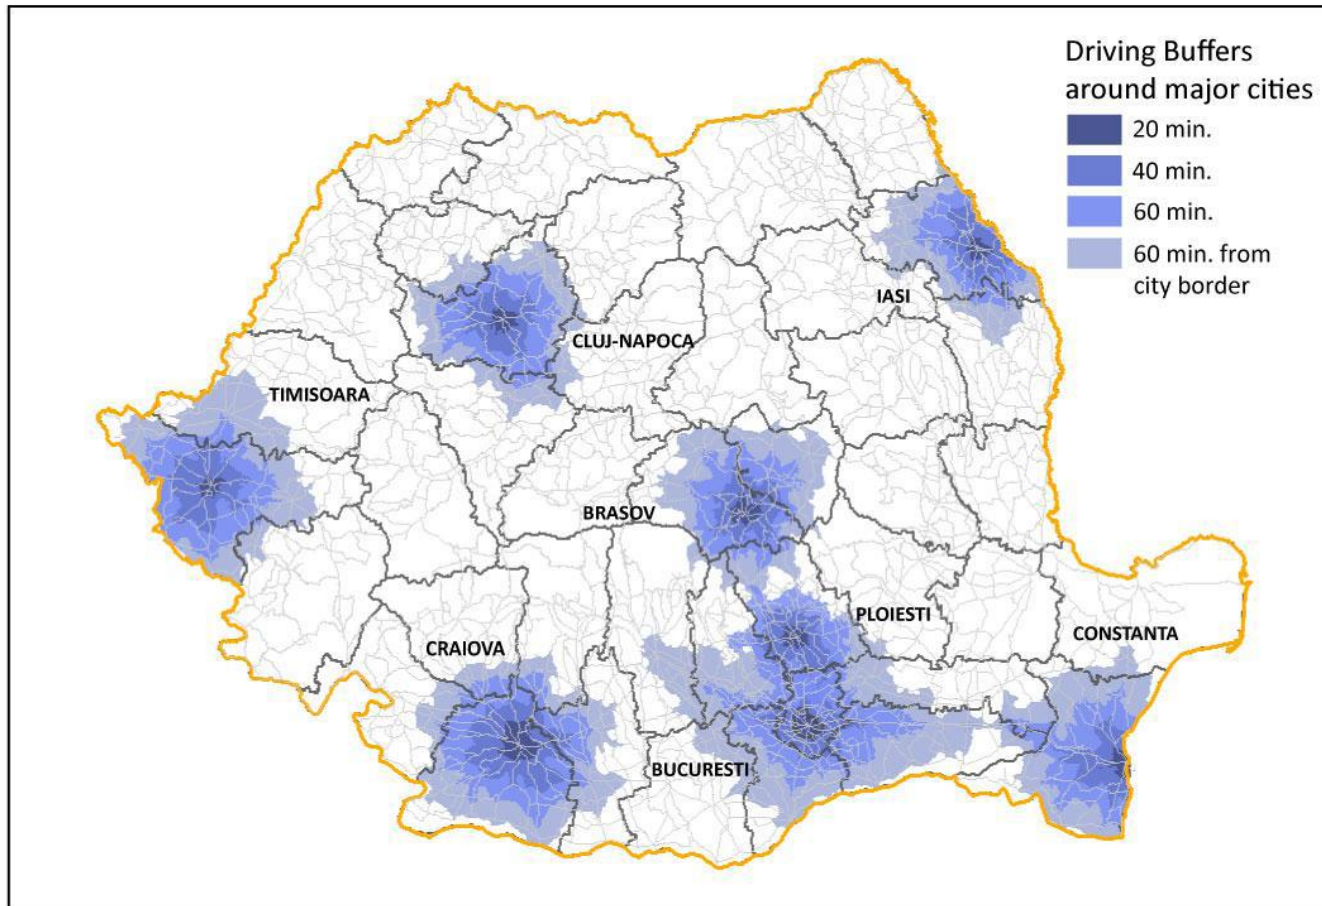 Driving Buffers
around major cities
20 min.
40 min.
60 min.
60 min. from
city border
IASI
CLUJ-NAPOCA
TIMISOARA
BRASOV
PLOIESTI
CONSTANTA
CRAIOVA
BUCURESTI